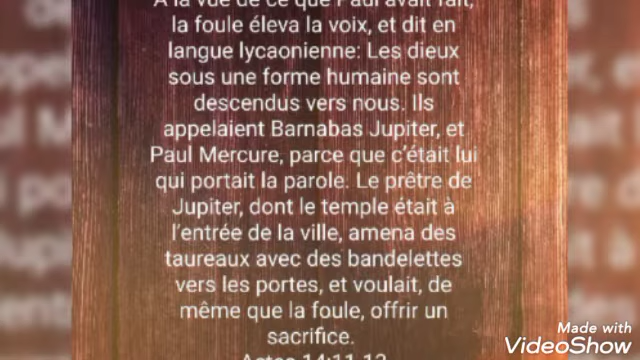 À la vue de ce que Paul avait fait,
la foule éleva la voix, et dit en
langue lycaonienne: Les dieux
sous une forme humaine sont
descendus vers nous. Ils
appelaient Barnabas Jupiter, et
Paul Mercure, parce que c'était lui
qui portait la parole. Le prêtre de
Jupiter, dont le temple était à
l'entrée de la ville, amena des
taureaux avec des bandelettes
vers les portes, et voulait, de
même que la foule, offrir un
sacrifice.
Actes 14:11-13
Made with
VideoShow